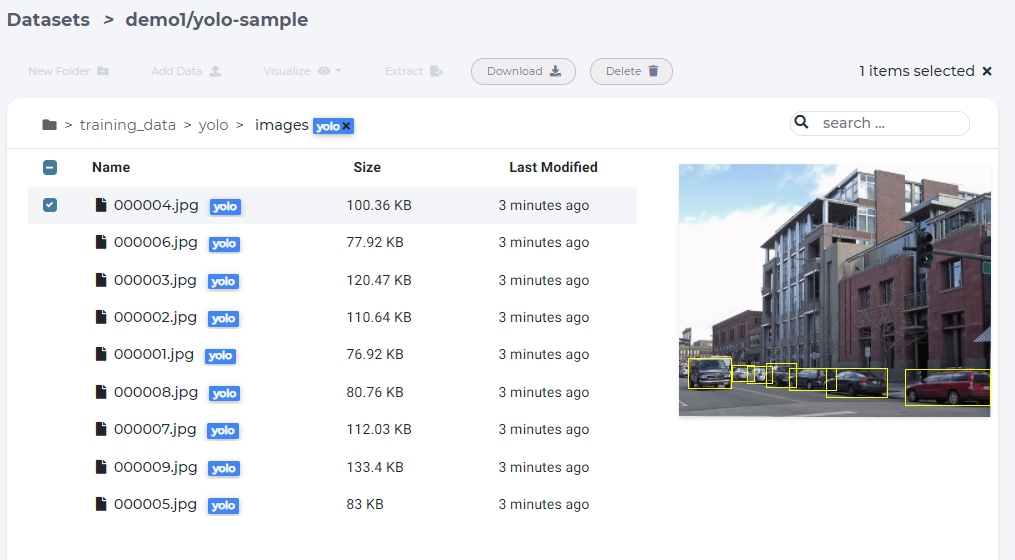 Datasets > demo1/yolo-sample
New Folder Add Data Visualize Extract Download Delete 1 items selected ×
> training_data > yolo > images yolo × search ...
Name Size Last Modified
000004.jpg yolo 100.36 KB 3 minutes ago
000006.jpg yolo 77.92 KB 3 minutes ago
000003.jpg yolo 120.47 KB 3 minutes ago
000002.jpg yolo 110.64 KB 3 minutes ago
000001.jpg yolo 76.92 KB 3 minutes ago
000008.jpg yolo 80.76 KB 3 minutes ago
000007.jpg yolo 112.03 KB 3 minutes ago
000009.jpg yolo 133.4 KB 3 minutes ago
000005.jpg yolo 83 KB 3 minutes ago